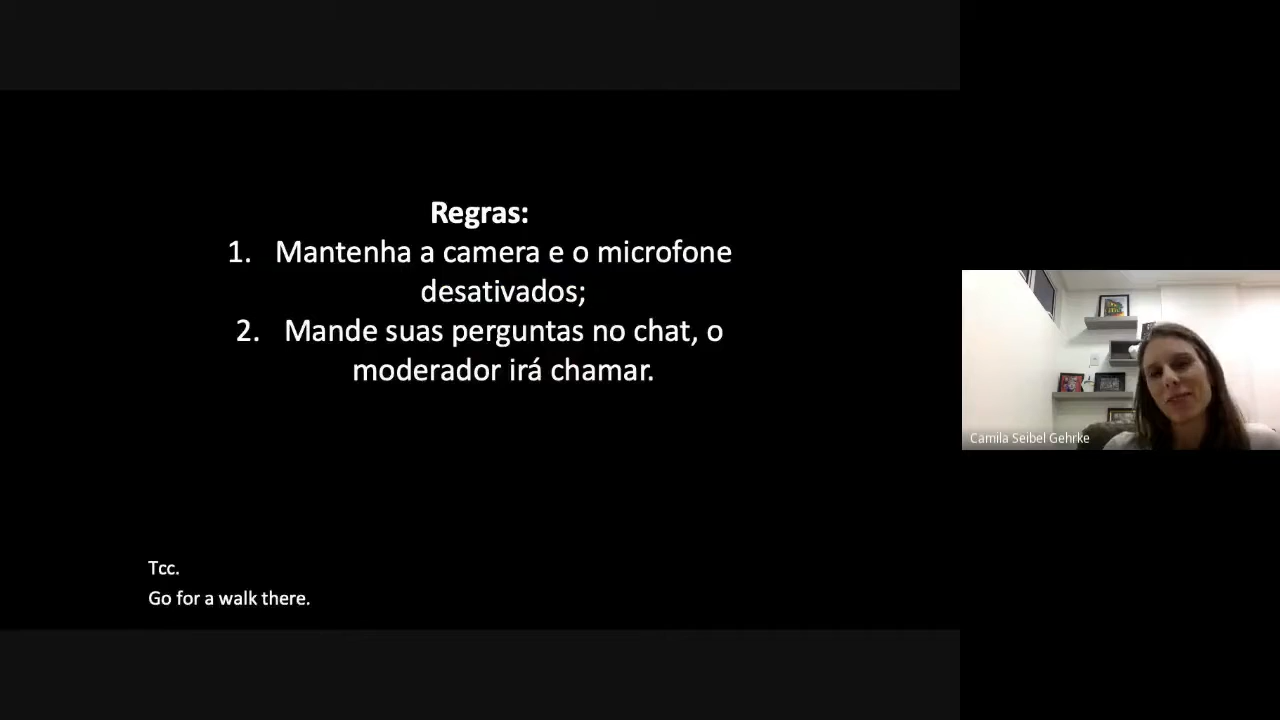 Regras:
1. Mantenha a camera e o microfone
desativados;
2. Mande suas perguntas no chat, o
moderador irá chamar.
Camila Seibel Gehrke
Tcc.
Go for a walk there.